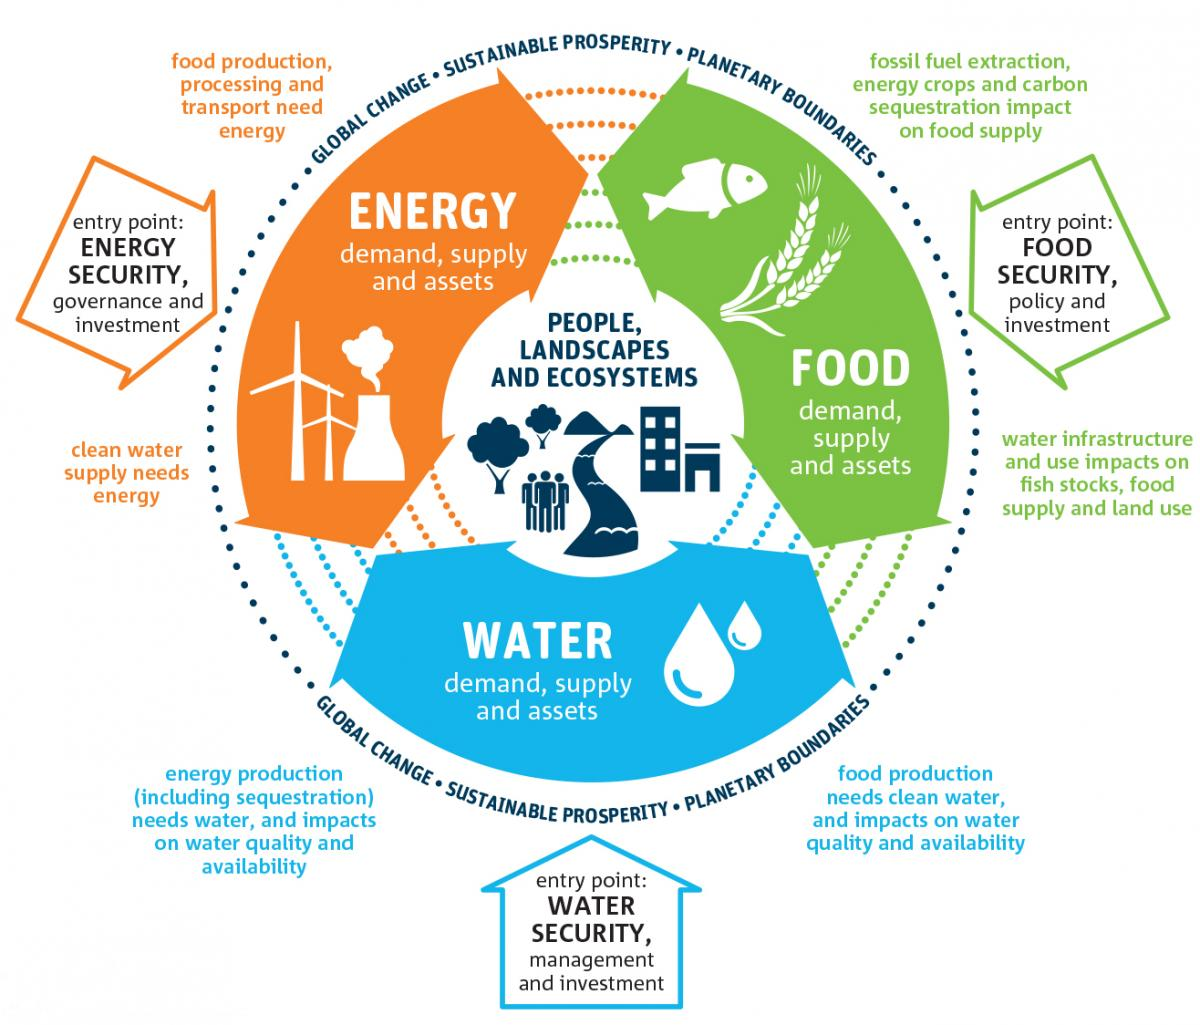 GLOBAL CHANGE • SUSTAINABLE PROSPERITY • PLANETARY BOUNDARIES
food production,
processing and
transport need
energy
fossil fuel extraction,
energy crops and carbon
sequestration impact
on food supply
entry point:
ENERGY
SECURITY,
governance and
investment
ENERGY
demand, supply
and assets
entry point:
FOOD
SECURITY,
policy and
investment
PEOPLE,
LANDSCAPES
AND ECOSYSTEMS
FOOD
demand,
supply
and assets
clean water
supply needs
energy
water infrastructure
and use impacts on
fish stocks, food
supply and land use
WATER
demand, supply
and assets
GLOBAL CHANGE • SUSTAINABLE PROSPERITY • PLANETARY BOUNDARIES
energy production
(including sequestration)
needs water, and impacts
on water quality and
availability
food production
needs clean water,
and impacts on water
quality and availability
entry point:
WATER
SECURITY,
management
and investment